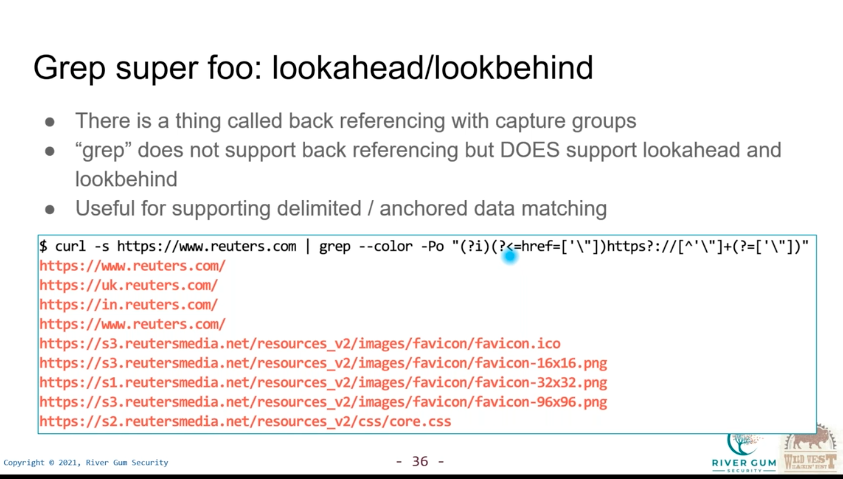 Grep super foo: lookahead/lookbehind
● There is a thing called back referencing with capture groups
● “grep” does not support back referencing but DOES support lookahead and
lookbehind
● Useful for supporting delimited / anchored data matching
$ curl -s https://www.reuters.com | grep --color -Po "(?i)(?<=href=['\"])https?://[^'\"]+(?=['\"])"
https://www.reuters.com/
https://uk.reuters.com/
https://in.reuters.com/
https://www.reuters.com/
https://s3.reutersmedia.net/resources_v2/images/favicon/favicon.ico
https://s3.reutersmedia.net/resources_v2/images/favicon/favicon-16x16.png
https://s1.reutersmedia.net/resources_v2/images/favicon/favicon-32x32.png
https://s3.reutersmedia.net/resources_v2/images/favicon/favicon-96x96.png
https://s2.reutersmedia.net/resources_v2/css/core.css
Copyright © 2021, River Gum Security
- 36 -
RIVER GUM
SECURITY
WILD WEST